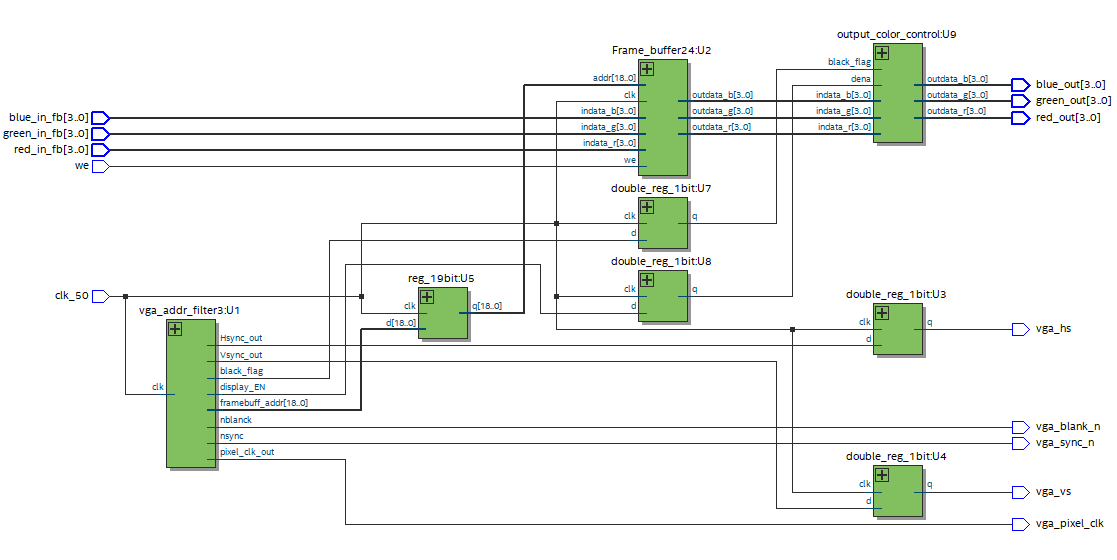 output_color_control:U9
Frame_buffer24:U2
black_flag
addr[18..0]
dena
outdata_b[3..0]
blue_out[3..0]
clk
outdata_b[3..0]
indata_b[3..0]
outdata_g[3..0]
green_out[3..0]
blue_in_fb[3..0]
indata_b[3..0]
outdata_g[3..0]
indata_g[3..0]
outdata_r[3..0]
red_out[3..0]
green_in_fb[3..0]
indata_g[3..0]
outdata_r[3..0]
indata_r[3..0]
red_in_fb[3..0]
indata_r[3..0]
we
we
double_reg_1bit:U7
clk
q
d
double_reg_1bit:U8
reg_19bit:U5
clk_50
clk
q
double_reg_1bit:U3
clk
q[18..0]
d
vga_addr_filter3:U1
d[18..0]
clk
q
vga_hs
Hsync_out
d
Vsync_out
black_flag
clk
display_EN
framebuff_addr[18..0]
nblanck
vga_blank_n
nsync
vga_sync_n
pixel_clk_out
double_reg_1bit:U4
clk
q
vga_vs
d
vga_pixel_clk